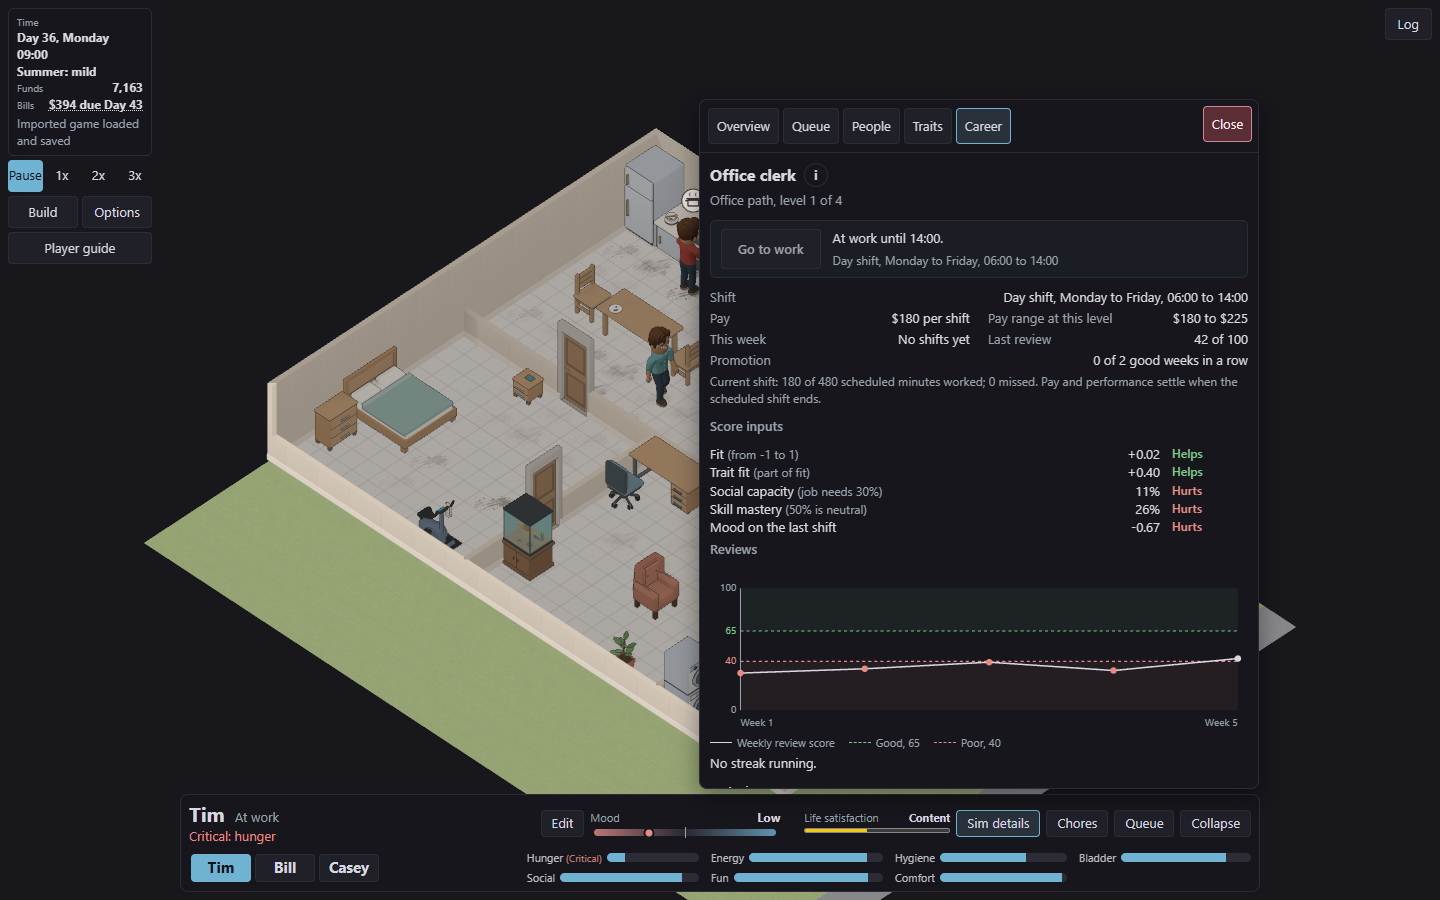 Time
Day 36, Monday
09:00
Summer: mild
Funds 7,163
Bills $394 due Day 43
Imported game loaded
and saved
Pause 1x 2x 3x
Build Options
Player guide
Log
Overview Queue People Traits Career Close
Office clerk i
Office path, level 1 of 4
Go to work
At work until 14:00.
Day shift, Monday to Friday, 06:00 to 14:00
Shift Day shift, Monday to Friday, 06:00 to 14:00
Pay $180 per shift Pay range at this level $180 to $225
This week No shifts yet Last review 42 of 100
Promotion 0 of 2 good weeks in a row
Current shift: 180 of 480 scheduled minutes worked; 0 missed. Pay and performance settle when the
scheduled shift ends.
Score inputs
Fit (from -1 to 1) +0.02 Helps
Trait fit (part of fit) +0.40 Helps
Social capacity (job needs 30%) 11% Hurts
Skill mastery (50% is neutral) 26% Hurts
Mood on the last shift -0.67 Hurts
Reviews
100
65
40
0
Week 1 Week 5
Weekly review score Good, 65 Poor, 40
No streak running.
Tim At work
Critical: hunger
Tim Bill Casey
Edit Mood Low Life satisfaction Content Sim details Chores Queue Collapse
Hunger (Critical) Energy Hygiene Bladder
Social Fun Comfort